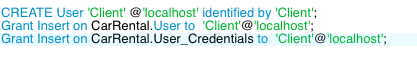 CREATE User 'Client' @'localhost' identified by 'Client';
Grant Insert on CarRental.User to  'Client'@'localhost';
Grant Insert on CarRental.User_Credentials to  'Client'@'localhost';